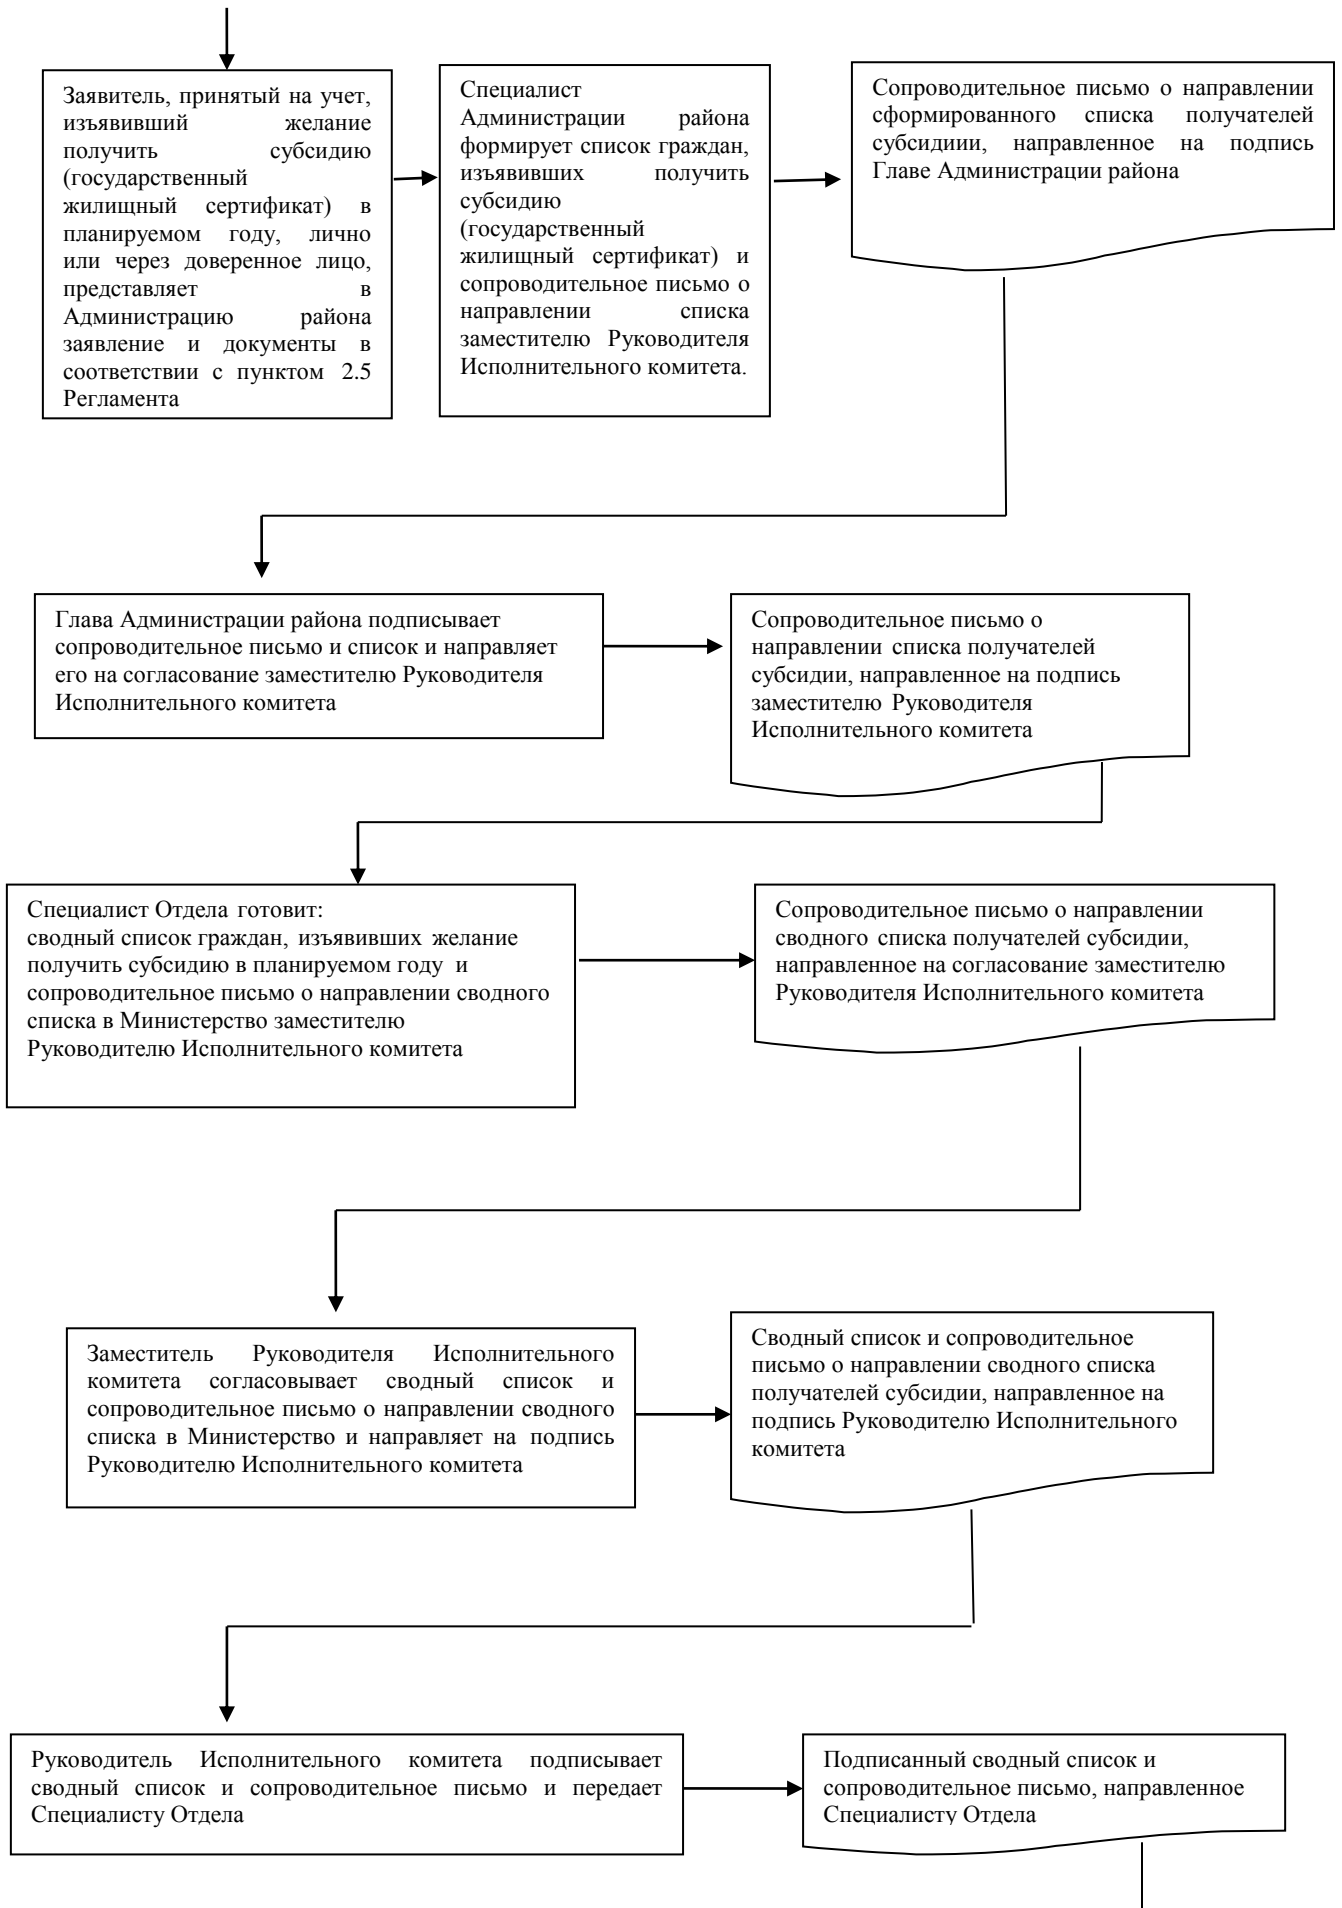 Заявитель, принятый на учет,
изъявивший желание
получить субсидию
(государственный
жилищный сертификат) в
планируемом году, лично
или через доверенное лицо,
представляет в
Администрацию района
заявление и документы в
соответствии с пунктом 2.5
Регламента
Специалист
Администрации района
формирует список граждан,
изъявивших получить
субсидию
(государственный
жилищный сертификат) и
сопроводительное письмо о
направлении списка
заместителю Руководителя
Исполнительного комитета.
Сопроводительное письмо о направлении
сформированного списка получателей
субсидиии, направленное на подпись
Главе Администрации района
Глава Администрации района подписывает
сопроводительное письмо и список и направляет
его на согласование заместителю Руководителя
Исполнительного комитета
Сопроводительное письмо о
направлении списка получателей
субсидии, направленное на подпись
заместителю Руководителя
Исполнительного комитета
Специалист Отдела готовит:
сводный список граждан, изъявивших желание
получить субсидию в планируемом году и
сопроводительное письмо о направлении сводного
списка в Министерство заместителю
Руководителю Исполнительного комитета
Сопроводительное письмо о направлении
сводного списка получателей субсидии,
направленное на согласование заместителю
Руководителя Исполнительного комитета
Заместитель Руководителя Исполнительного
комитета согласовывает сводный список и
сопроводительное письмо о направлении сводного
списка в Министерство и направляет на подпись
Руководителю Исполнительного комитета
Сводный список и сопроводительное
письмо о направлении сводного списка
получателей субсидии, направленное на
подпись Руководителю Исполнительного
комитета
Руководитель Исполнительного комитета подписывает
сводный список и сопроводительное письмо и передает
Специалисту Отдела
Подписанный сводный список и
сопроводительное письмо, направленное
Специалисту Отдела